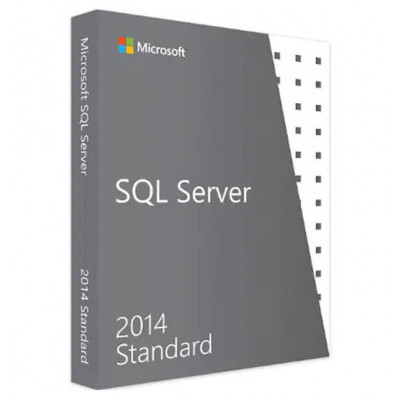 Microsoft
SQL Server
2014
Standard
Microsoft SQL Server
2014 Standard